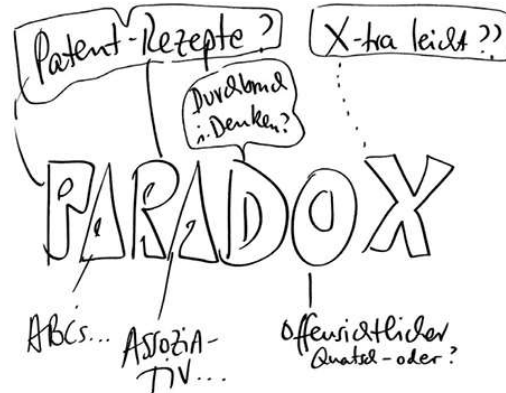 Patent-Rezepte?
X-tra leicht??
Durchbruch
i. Denken?
PARADOX
ABCs...
ASSOZIA-
TIV...
Offensichtlicher
Quatsch-oder?